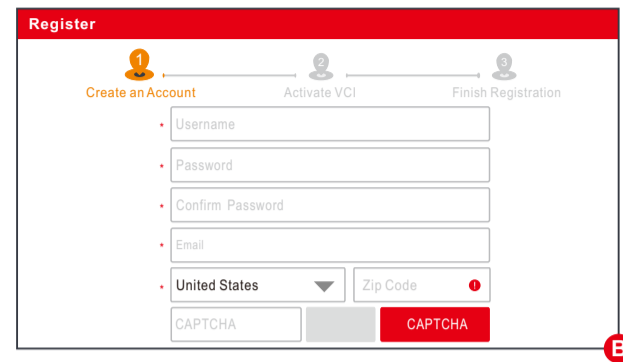 Register
1 2 3
Create an Account Activate VCI Finish Registration
* Username
* Password
* Confirm Password
* Email
* United States Zip Code !
CAPTCHA CAPTCHA
B